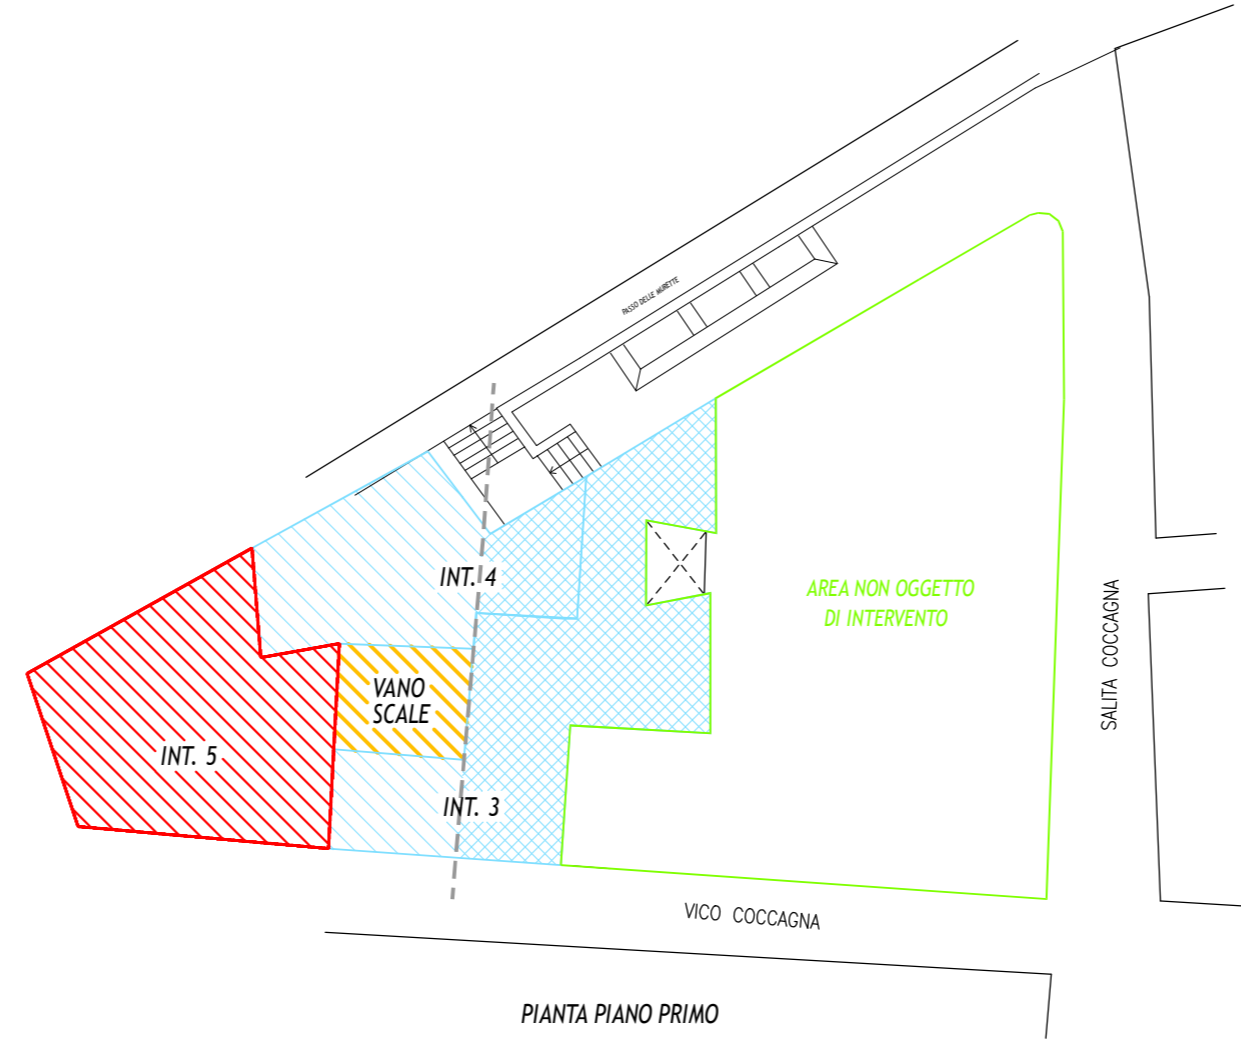 PASSO DELLE MURETTE
INT. 4
AREA NON OGGETTO
DI INTERVENTO
SALITA COCCAGNA
VANO
SCALE
INT. 5
INT. 3
VICO COCCAGNA
PIANTA PIANO PRIMO